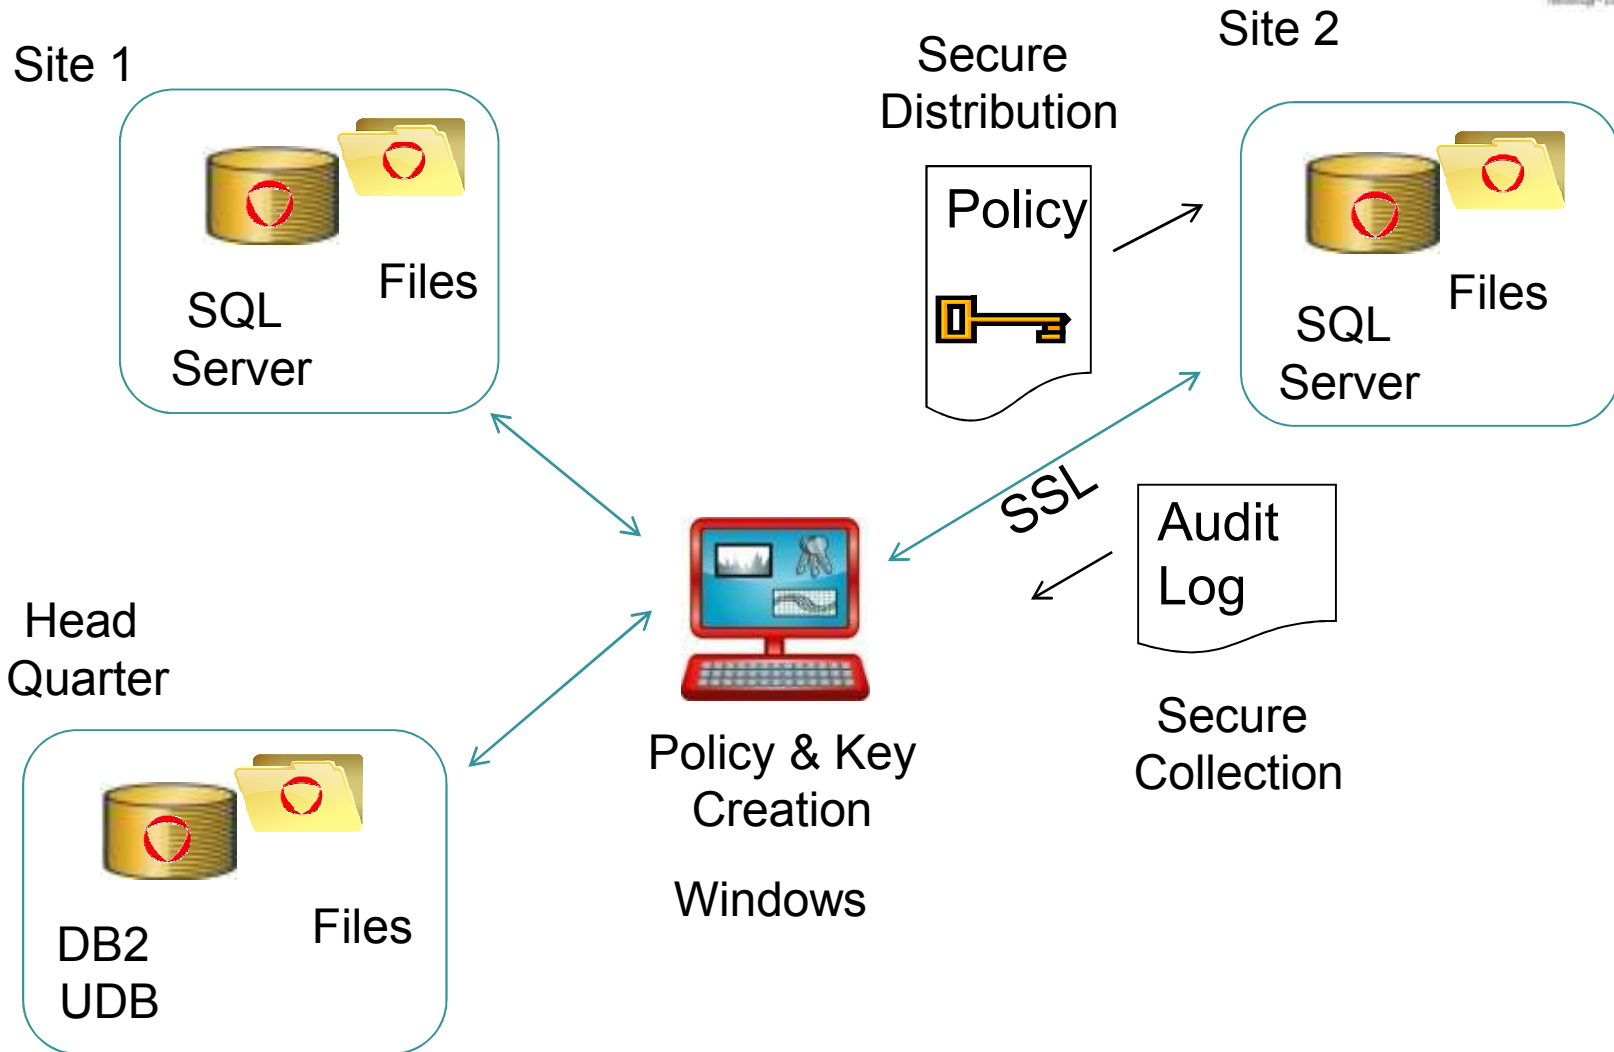 Site 1
Files
SQL
Server
Secure
Distribution
Policy
Site 2
Files
SQL
Server
SSL
Audit
Log
Secure
Collection
Head
Quarter
Files
DB2
UDB
Policy & Key
Creation
Windows